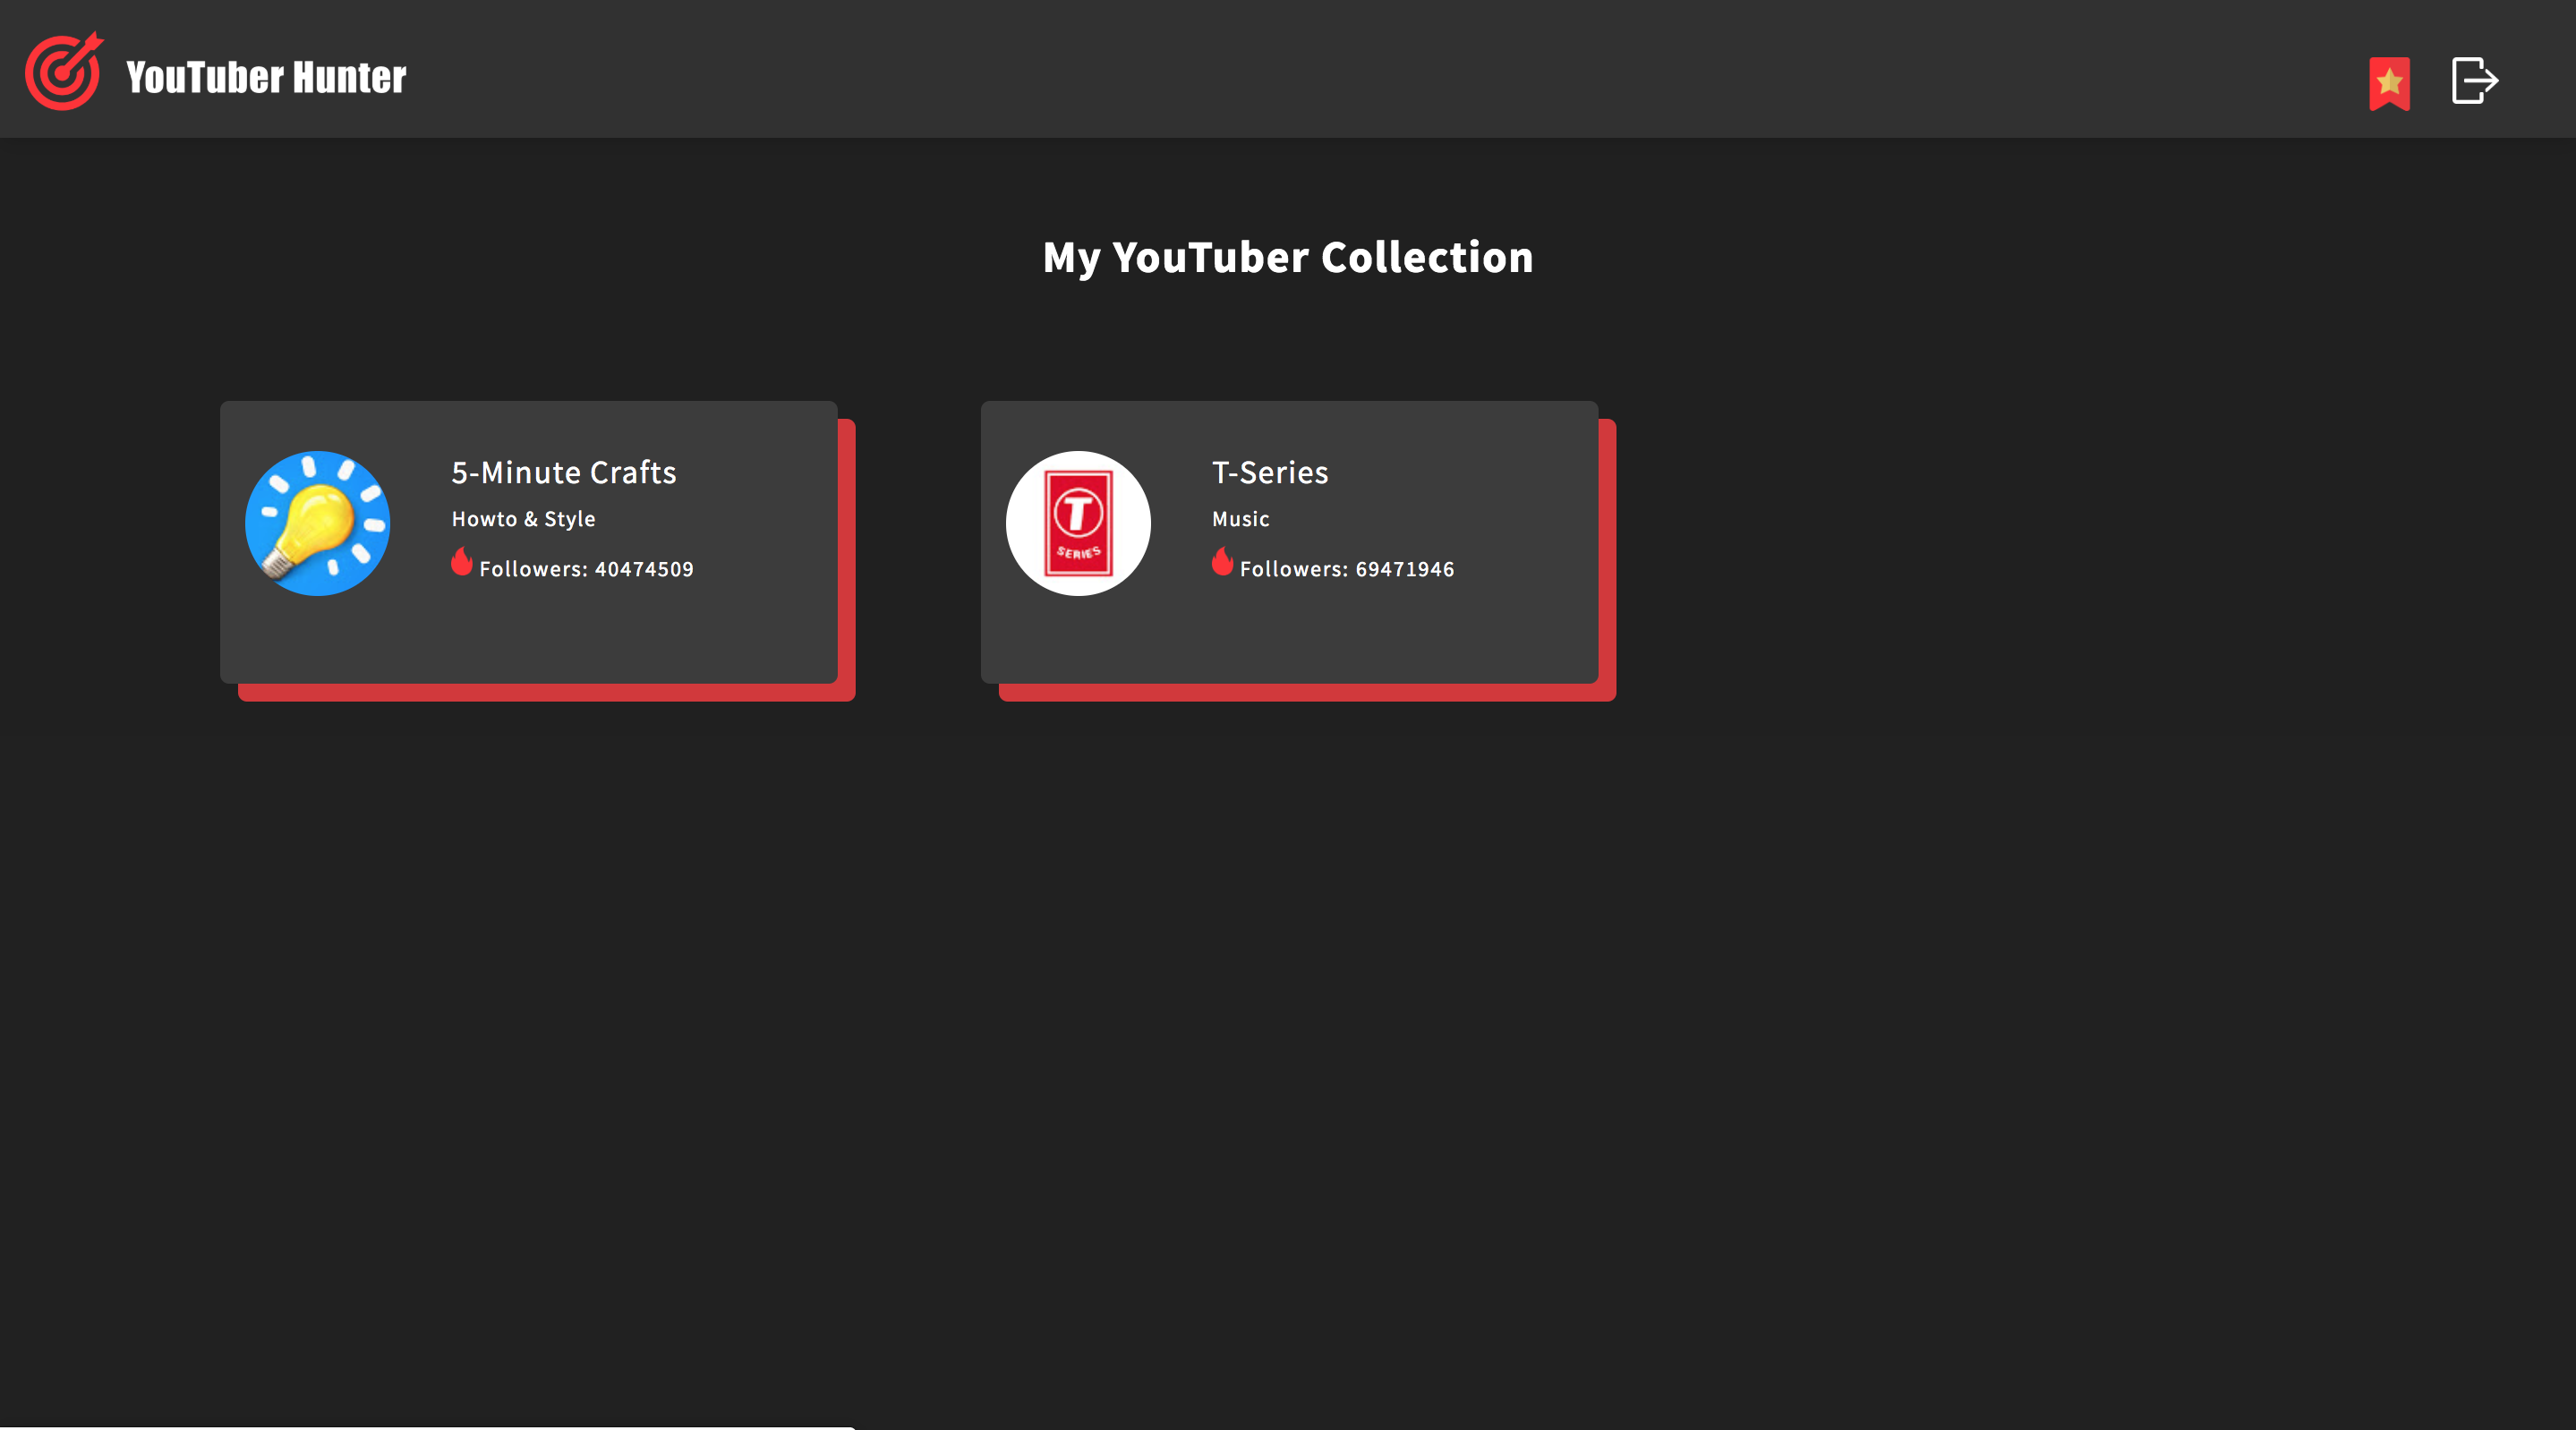 YouTuber Hunter
My YouTuber Collection
5-Minute Crafts
Howto & Style
Followers: 40474509
T
SERIES
T-Series
Music
Followers: 69471946